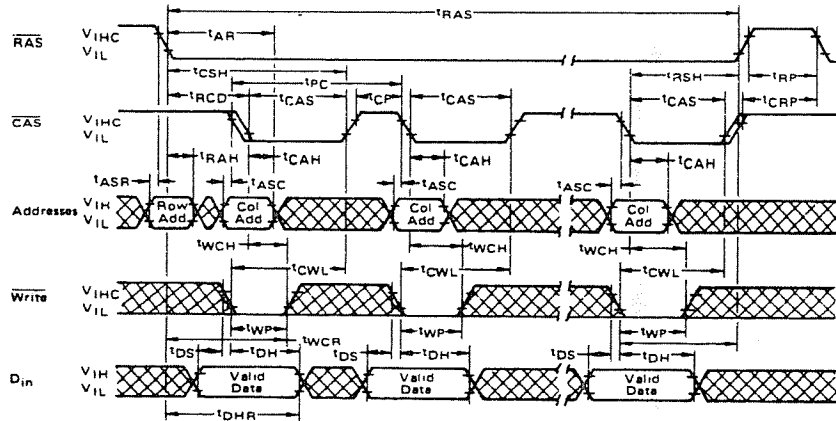 tRAS
tAR
RAS VIHC
VIL
tCSH
tPC
tRSH
tRP
tRCD tCAS tCP tCAS tCAS tCRP
CAS VIHC
VIL
tRAH tCAH tCAH tCAH
tASR tASC tASC tASC
Addresses VIH
VIL
Row Add
Col Add
Col Add
Col Add
tWCH tWCH tWCH
tCWL tCWL tCWL
Write VIHC
VIL
tWP tWP tWP
tWCR
tDS tDH tDS tDH tDS tDH
Din VIH
VIL
Valid Data
Valid Data
Valid Data
tDHR